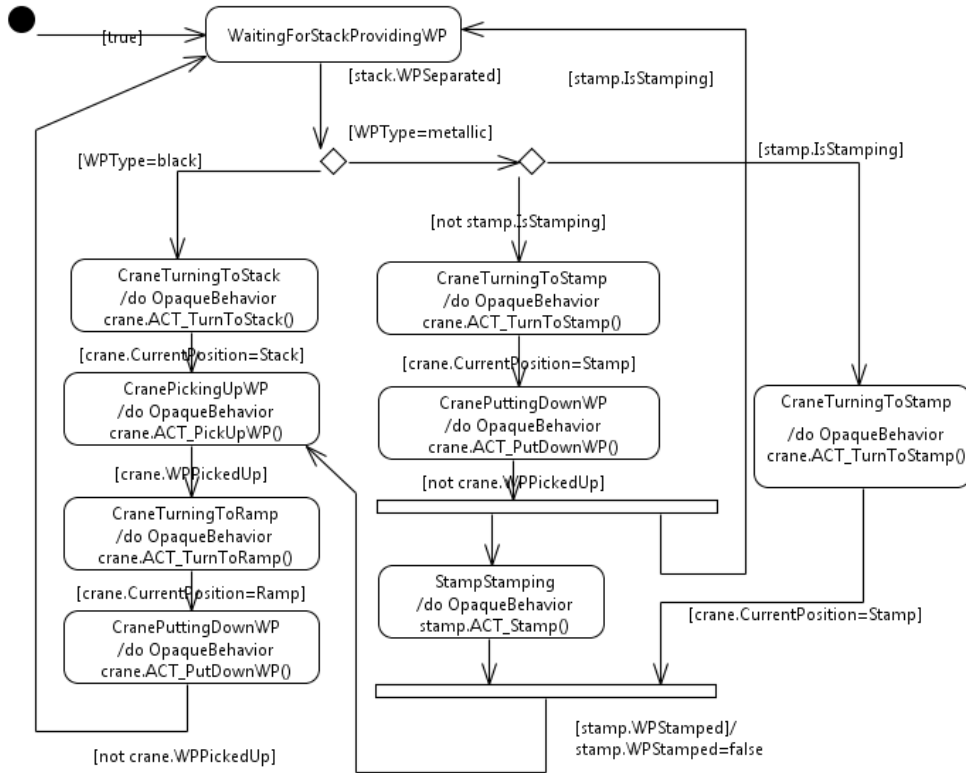 [true]
WaitingForStackProvidingWP
[stack.WPSeparated]
[stamp.IsStamping]
[WPType=black]
[WPType=metallic]
[stamp.IsStamping]
[not stamp.IsStamping]
CraneTurningToStack
/do OpaqueBehavior
crane.ACT_TurnToStack()
[crane.CurrentPosition=Stack]
CranePickingUpWP
/do OpaqueBehavior
crane.ACT_PickUpWP()
[crane.WPPickedUp]
CraneTurningToRamp
/do OpaqueBehavior
crane.ACT_TurnToRamp()
[crane.CurrentPosition=Ramp]
CranePuttingDownWP
/do OpaqueBehavior
crane.ACT_PutDownWP()
[not crane.WPPickedUp]
CraneTurningToStamp
/do OpaqueBehavior
crane.ACT_TurnToStamp()
[crane.CurrentPosition=Stamp]
CranePuttingDownWP
/do OpaqueBehavior
crane.ACT_PutDownWP()
[not crane.WPPickedUp]
StampStamping
/do OpaqueBehavior
stamp.ACT_Stamp()
CraneTurningToStamp
/do OpaqueBehavior
crane.ACT_TurnToStamp()
[crane.CurrentPosition=Stamp]
[stamp.WPStamped]/
stamp.WPStamped=false